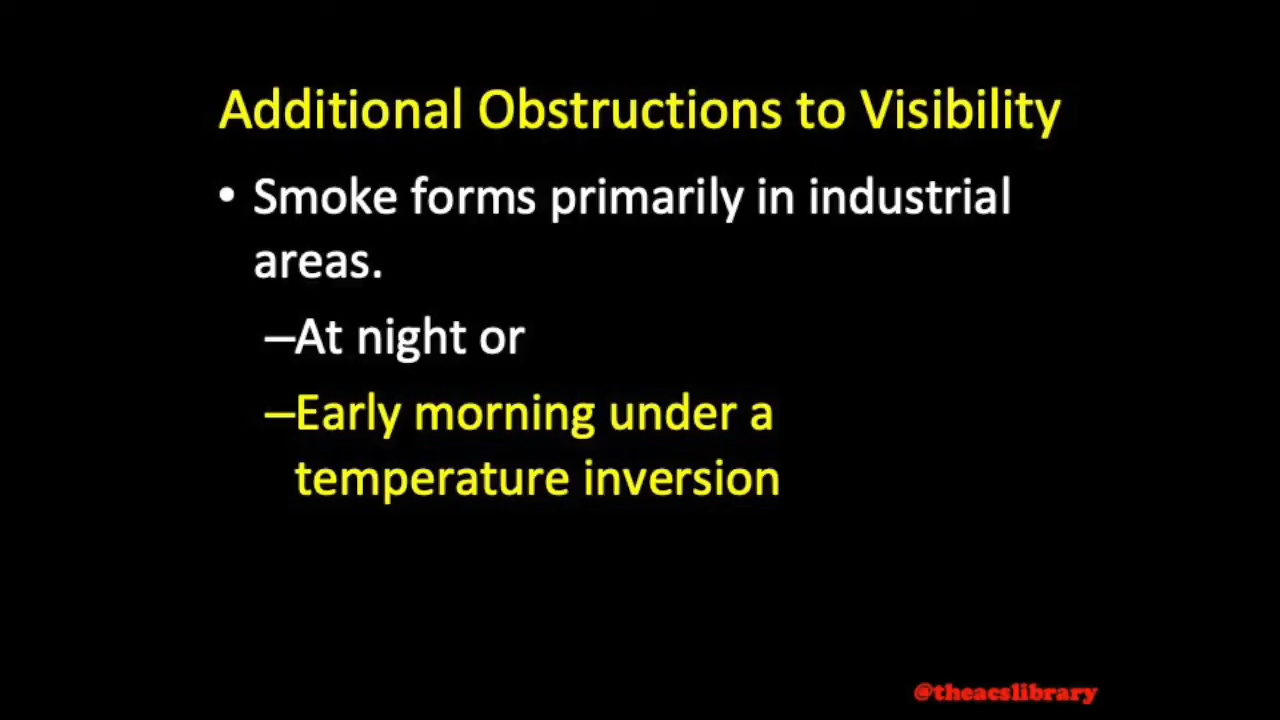 Additional Obstructions to Visibility
• Smoke forms primarily in industrial
areas.
–At night or
–Early morning under a
temperature inversion
@theacslibrary